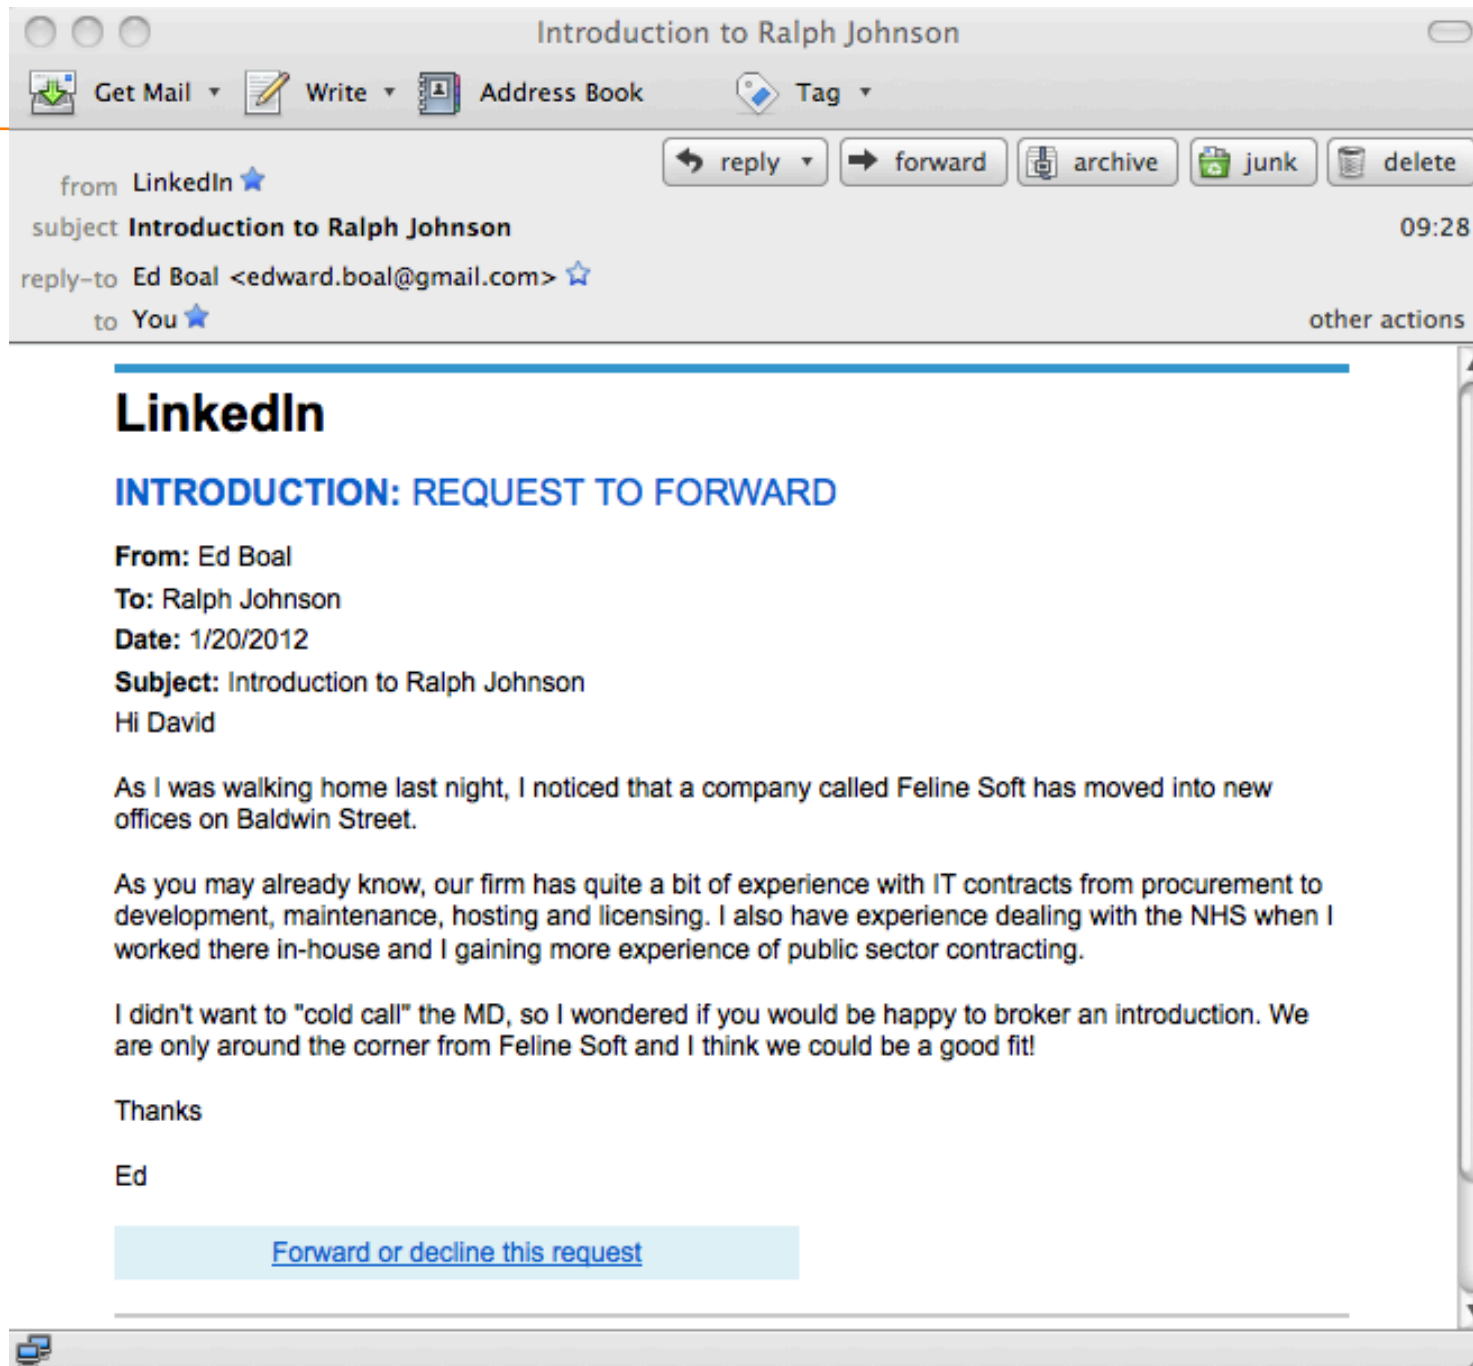 Introduction to Ralph Johnson
Get Mail Write Address Book Tag
reply forward archive junk delete
from LinkedIn
subject Introduction to Ralph Johnson 09:28
reply-to Ed Boal <edward.boal@gmail.com>
to You other actions
LinkedIn
INTRODUCTION: REQUEST TO FORWARD
From: Ed Boal
To: Ralph Johnson
Date: 1/20/2012
Subject: Introduction to Ralph Johnson
Hi David
As I was walking home last night, I noticed that a company called Feline Soft has moved into new
offices on Baldwin Street.
As you may already know, our firm has quite a bit of experience with IT contracts from procurement to
development, maintenance, hosting and licensing. I also have experience dealing with the NHS when I
worked there in-house and I gaining more experience of public sector contracting.
I didn't want to "cold call" the MD, so I wondered if you would be happy to broker an introduction. We
are only around the corner from Feline Soft and I think we could be a good fit!
Thanks
Ed
Forward or decline this request